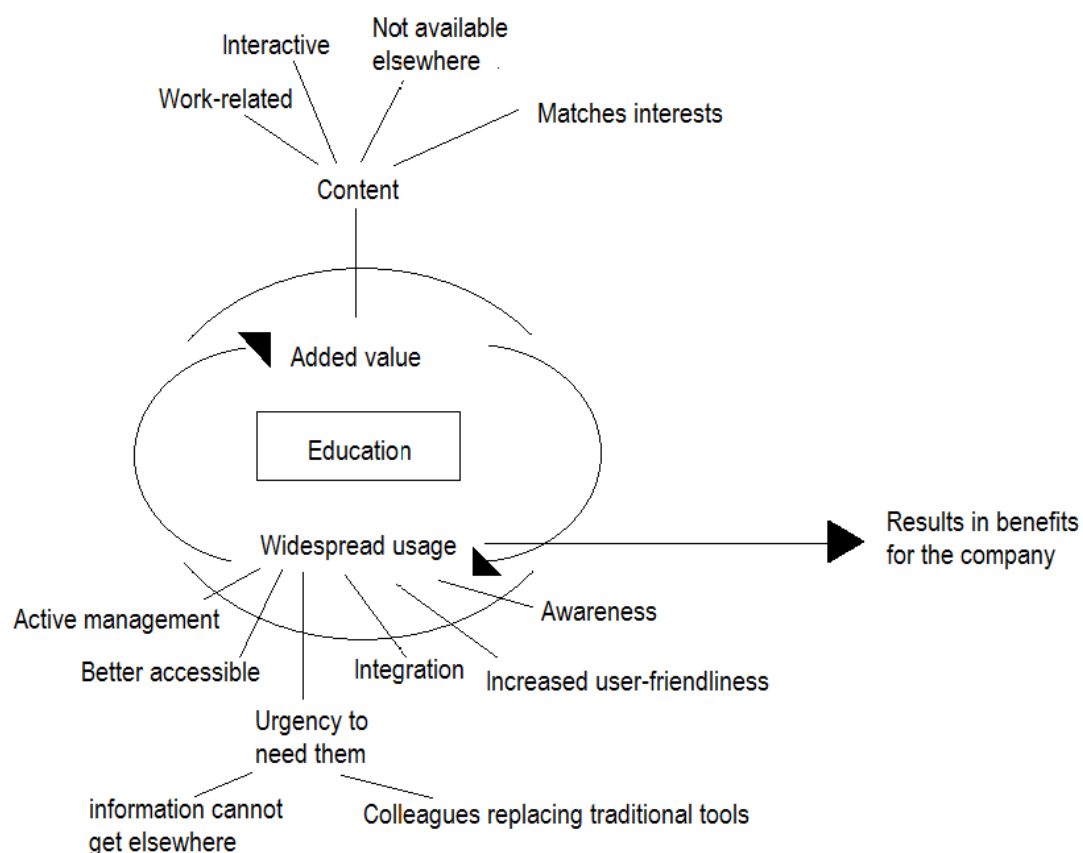 Interactive
Not available
elsewhere
Work-related
Matches interests
Content
Added value
Education
Widespread usage
Results in benefits
for the company
Active management
Awareness
Better accessible
Integration
Increased user-friendliness
Urgency to
need them
information cannot
get elsewhere
Colleagues replacing traditional tools